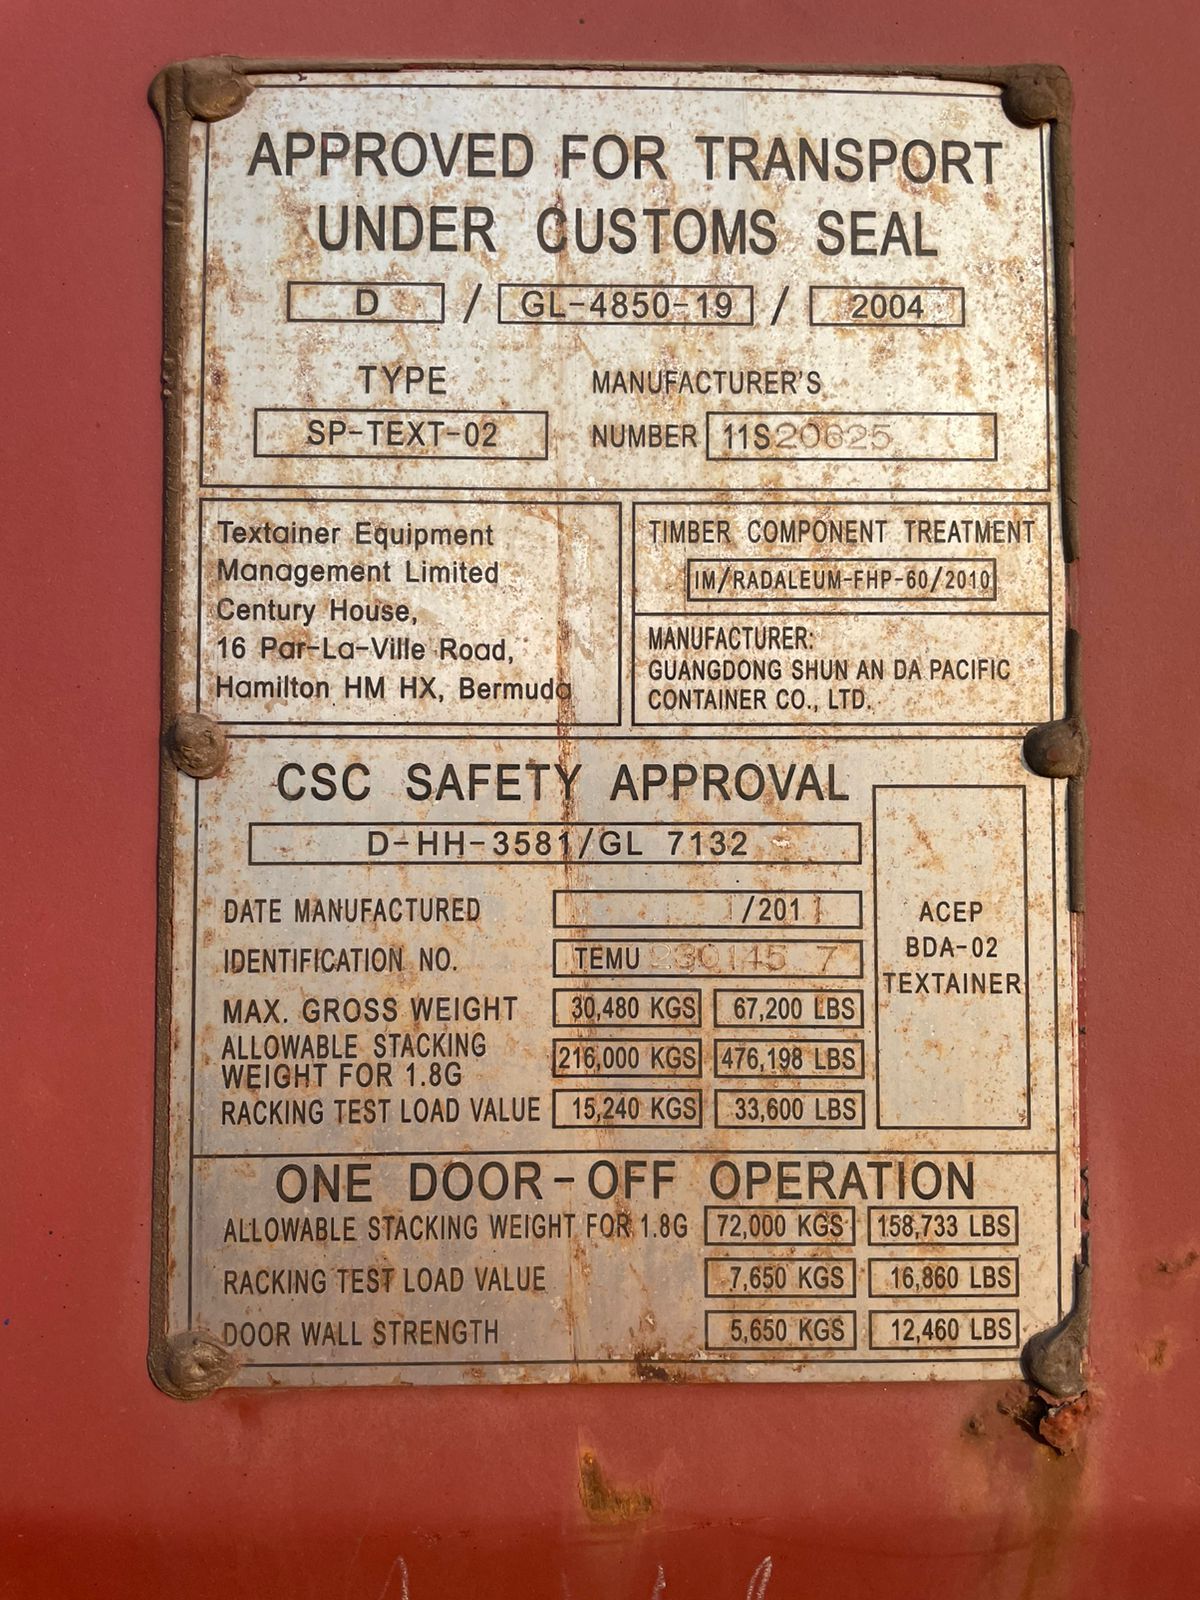 APPROVED FOR TRANSPORT
UNDER CUSTOMS SEAL
D / GL-4850-19 / 2004
TYPE
SP-TEXT-02
MANUFACTURER'S
NUMBER 11S20625
Textainer Equipment
Management Limited
Century House,
16 Par-La-Ville Road,
Hamilton HM HX, Bermuda
TIMBER COMPONENT TREATMENT
IM/RADALEUM-FHP-60/2010
MANUFACTURER:
GUANGDONG SHUN AN DA PACIFIC
CONTAINER CO., LTD.
CSC SAFETY APPROVAL
D-HH-3581/GL 7132
DATE MANUFACTURED /2011
IDENTIFICATION NO. TEMU 230145 7
MAX. GROSS WEIGHT 30,480 KGS 67,200 LBS
ALLOWABLE STACKING
WEIGHT FOR 1.8G 216,000 KGS 476,198 LBS
RACKING TEST LOAD VALUE 15,240 KGS 33,600 LBS
ACEP
BDA-02
TEXTAINER
ONE DOOR-OFF OPERATION
ALLOWABLE STACKING WEIGHT FOR 1.8G 72,000 KGS 158,733 LBS
RACKING TEST LOAD VALUE 7,650 KGS 16,860 LBS
DOOR WALL STRENGTH 5,650 KGS 12,460 LBS